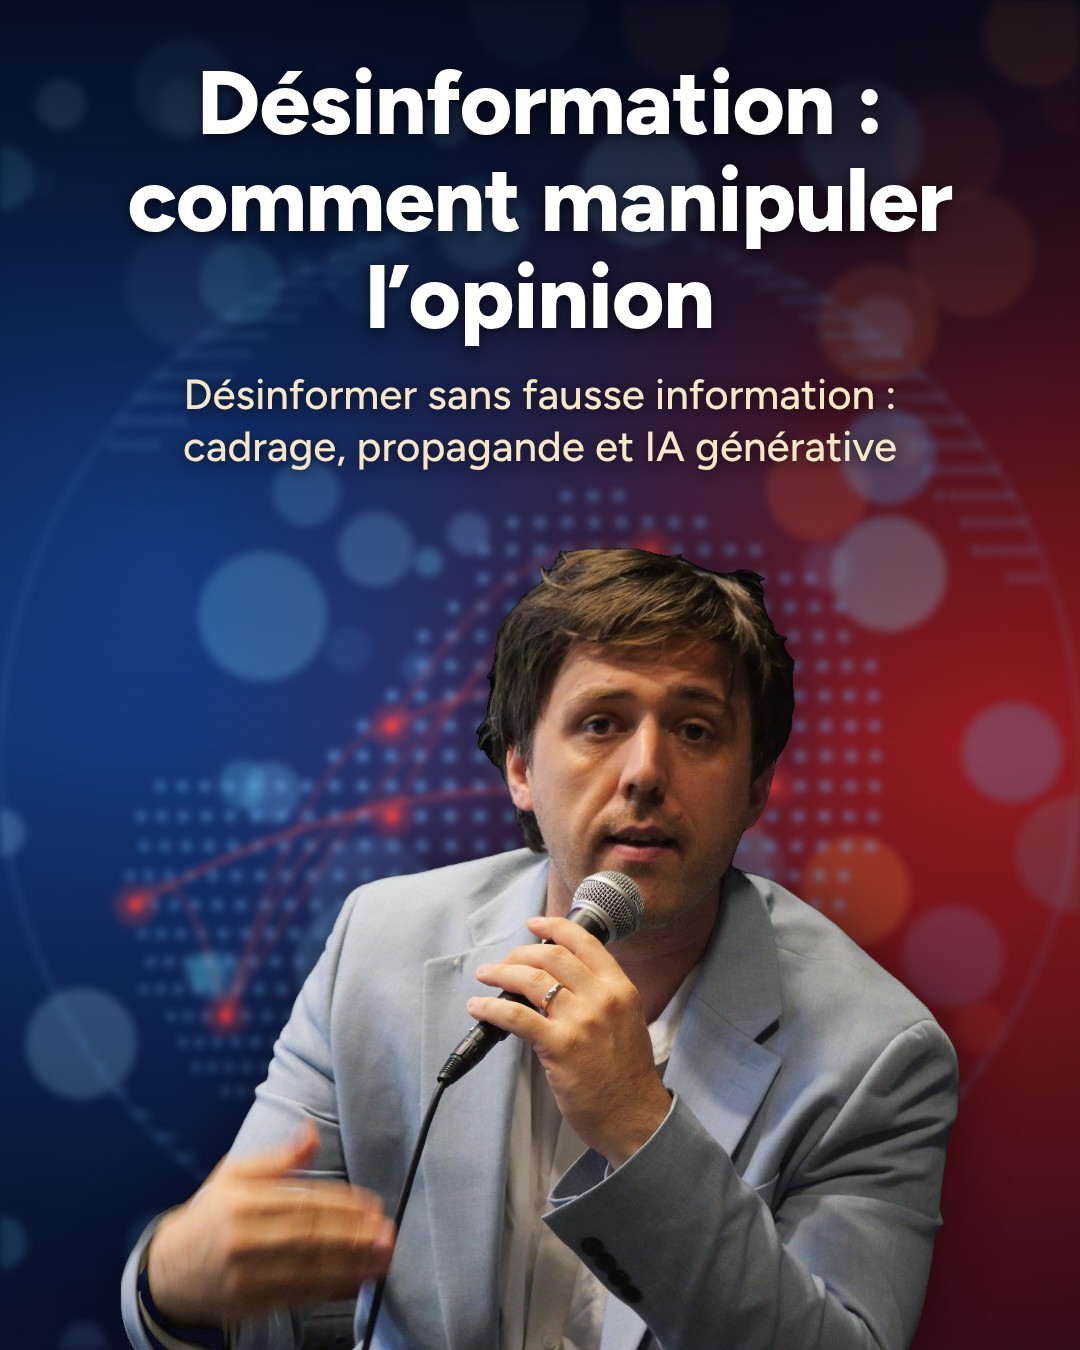 Désinformation :
comment manipuler
l’opinion
Désinformer sans fausse information :
cadrage, propagande et IA générative